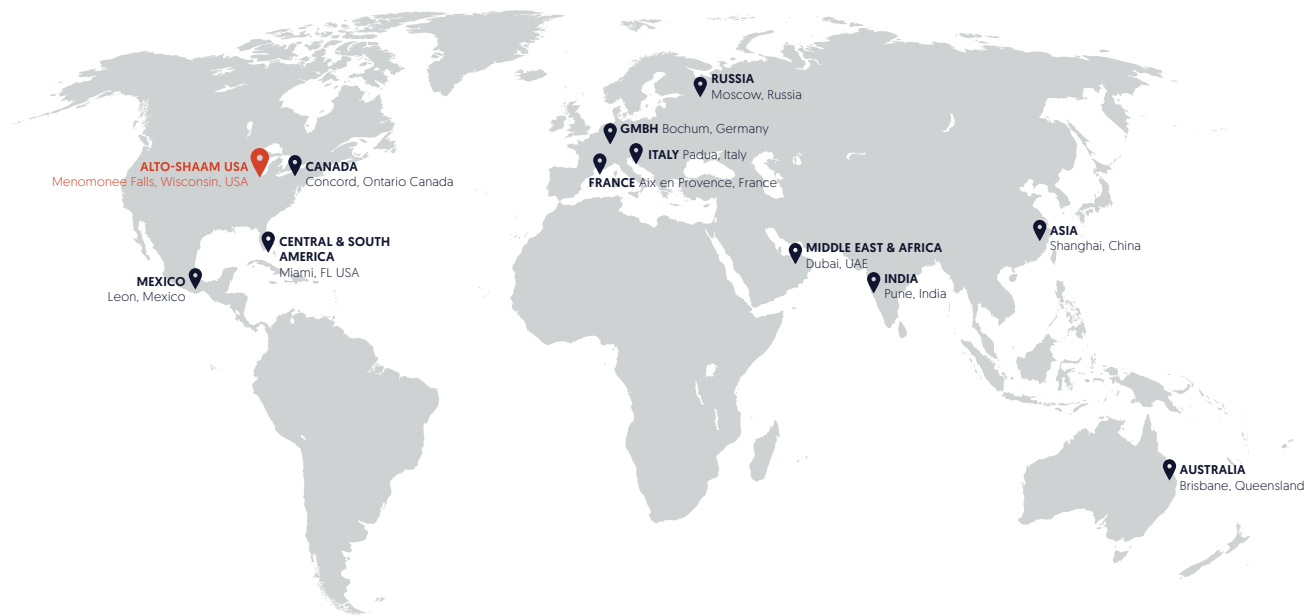 RUSSIA
Moscow, Russia
GMBH Bochum, Germany
ITALY Padua, Italy
ALTO-SHAAM USA
Menomonee Falls, Wisconsin, USA
CANADA
Concord, Ontario Canada
FRANCE Aix en Provence, France
CENTRAL & SOUTH
AMERICA
Miami, FL USA
ASIA
Shanghai, China
MIDDLE EAST & AFRICA
Dubai, UAE
MEXICO
Leon, Mexico
INDIA
Pune, India
AUSTRALIA
Brisbane, Queensland